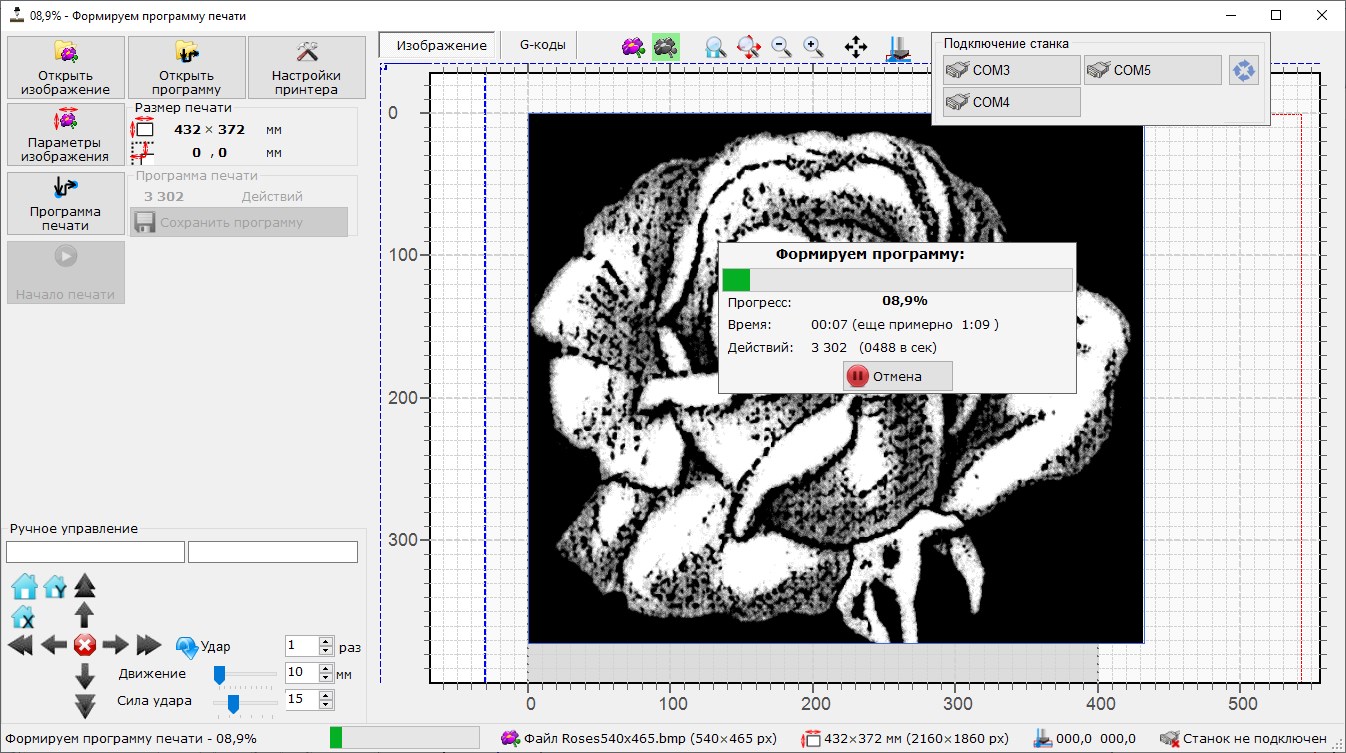 08,9% - Формируем программу печати
Открыть изображение
Открыть программу
Настройки принтера
Изображение
G-коды
Подключение станка
COM3
COM5
COM4
Параметры изображения
Размер печати
432 × 372 мм
0 , 0 мм
Программа печати
Программа печати
3 302 Действий
Сохранить программу
Начало печати
0
100
200
300
Формируем программу:
Прогресс: 08,9%
Время: 00:07 (еще примерно 1:09 )
Действий: 3 302 (0488 в сек)
Отмена
Ручное управление
Y
X
Удар 1 раз
Движение 10 мм
Сила удара 15
0 100 200 300 400 500
Формируем программу печати - 08,9%
Файл Roses540x465.bmp (540×465 px)
432×372 мм (2160×1860 px)
000,0 000,0
Станок не подключен